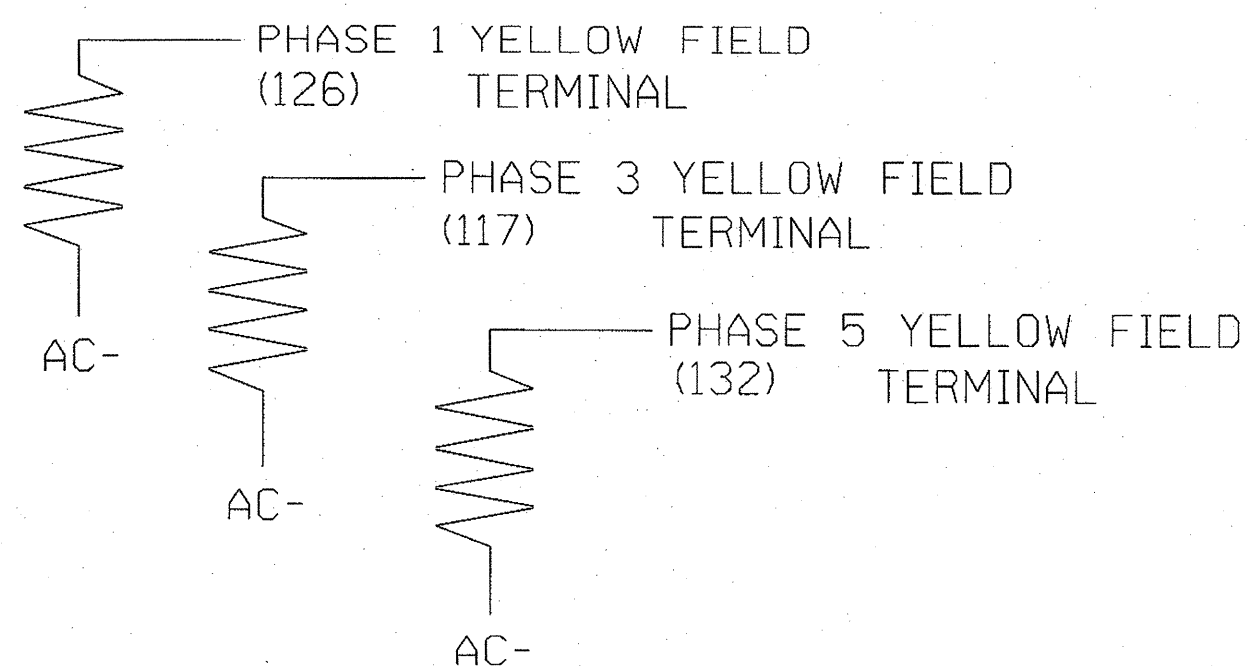 PHASE 1 YELLOW FIELD
(126) TERMINAL
PHASE 3 YELLOW FIELD
(117) TERMINAL
PHASE 5 YELLOW FIELD
(132) TERMINAL
AC-
AC-
AC-